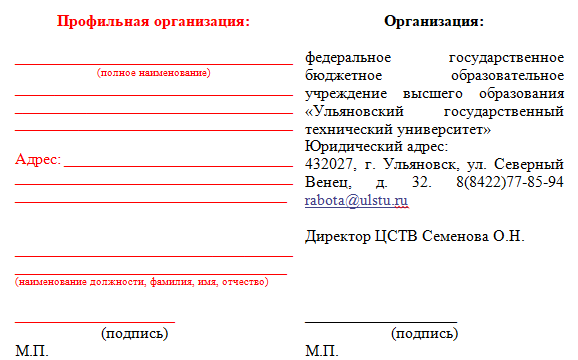 Профильная организация:
(полное наименование)
Адрес:
(наименование должности, фамилия, имя, отчество)
(подпись)
М.П.
Организация:
федеральное государственное
бюджетное образовательное
учреждение высшего образования
«Ульяновский государственный
технический университет»
Юридический адрес:
432027, г. Ульяновск, ул. Северный
Венец, д. 32. 8(8422)77-85-94
rabota@ulstu.ru
Директор ЦСТВ Семенова О.Н.
(подпись)
М.П.